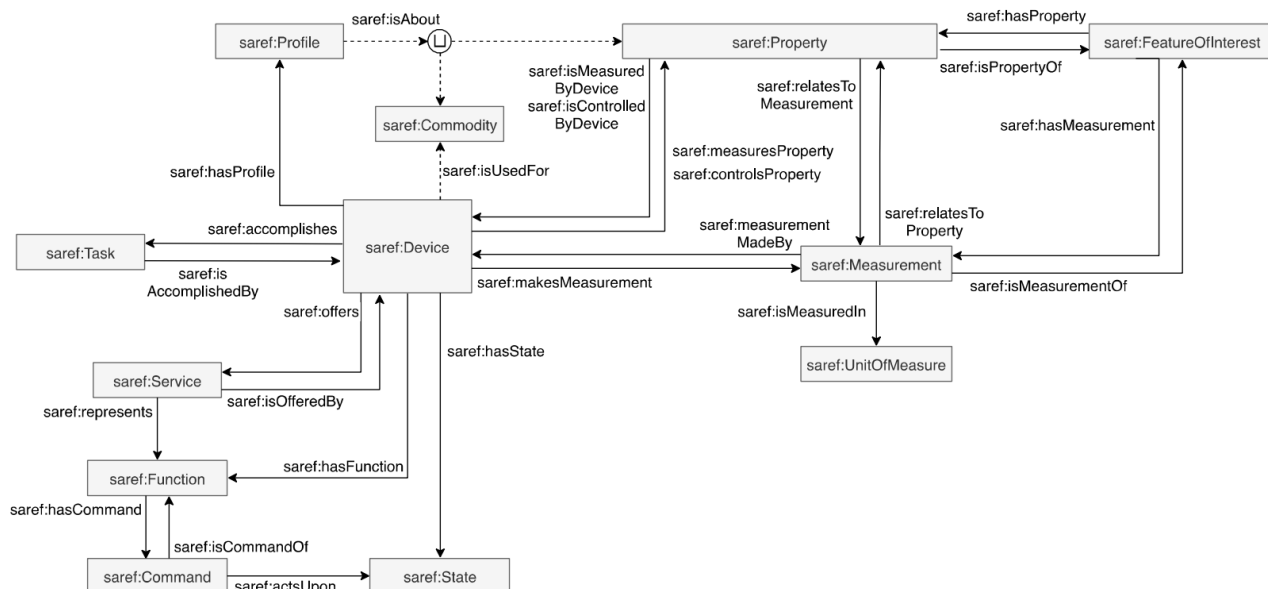 saref:isAbout
saref:hasProperty
saref:Profile
⊔
saref:Property
saref:FeatureOfInterest
saref:isMeasured
ByDevice
saref:isControlled
ByDevice
saref:isPropertyOf
saref:relatesTo
Measurement
saref:Commodity
saref:hasMeasurement
saref:measuresProperty
saref:controlsProperty
saref:hasProfile
saref:isUsedFor
saref:accomplishes
saref:Device
saref:measurement
MadeBy
saref:relatesTo
Property
saref:Task
saref:Measurement
saref:is
AccomplishedBy
saref:makesMeasurement
saref:isMeasurementOf
saref:offers
saref:isMeasuredIn
saref:hasState
saref:UnitOfMeasure
saref:Service
saref:isOfferedBy
saref:represents
saref:hasFunction
saref:Function
saref:hasCommand
saref:isCommandOf
saref:Command
saref:actsUpon
saref:State